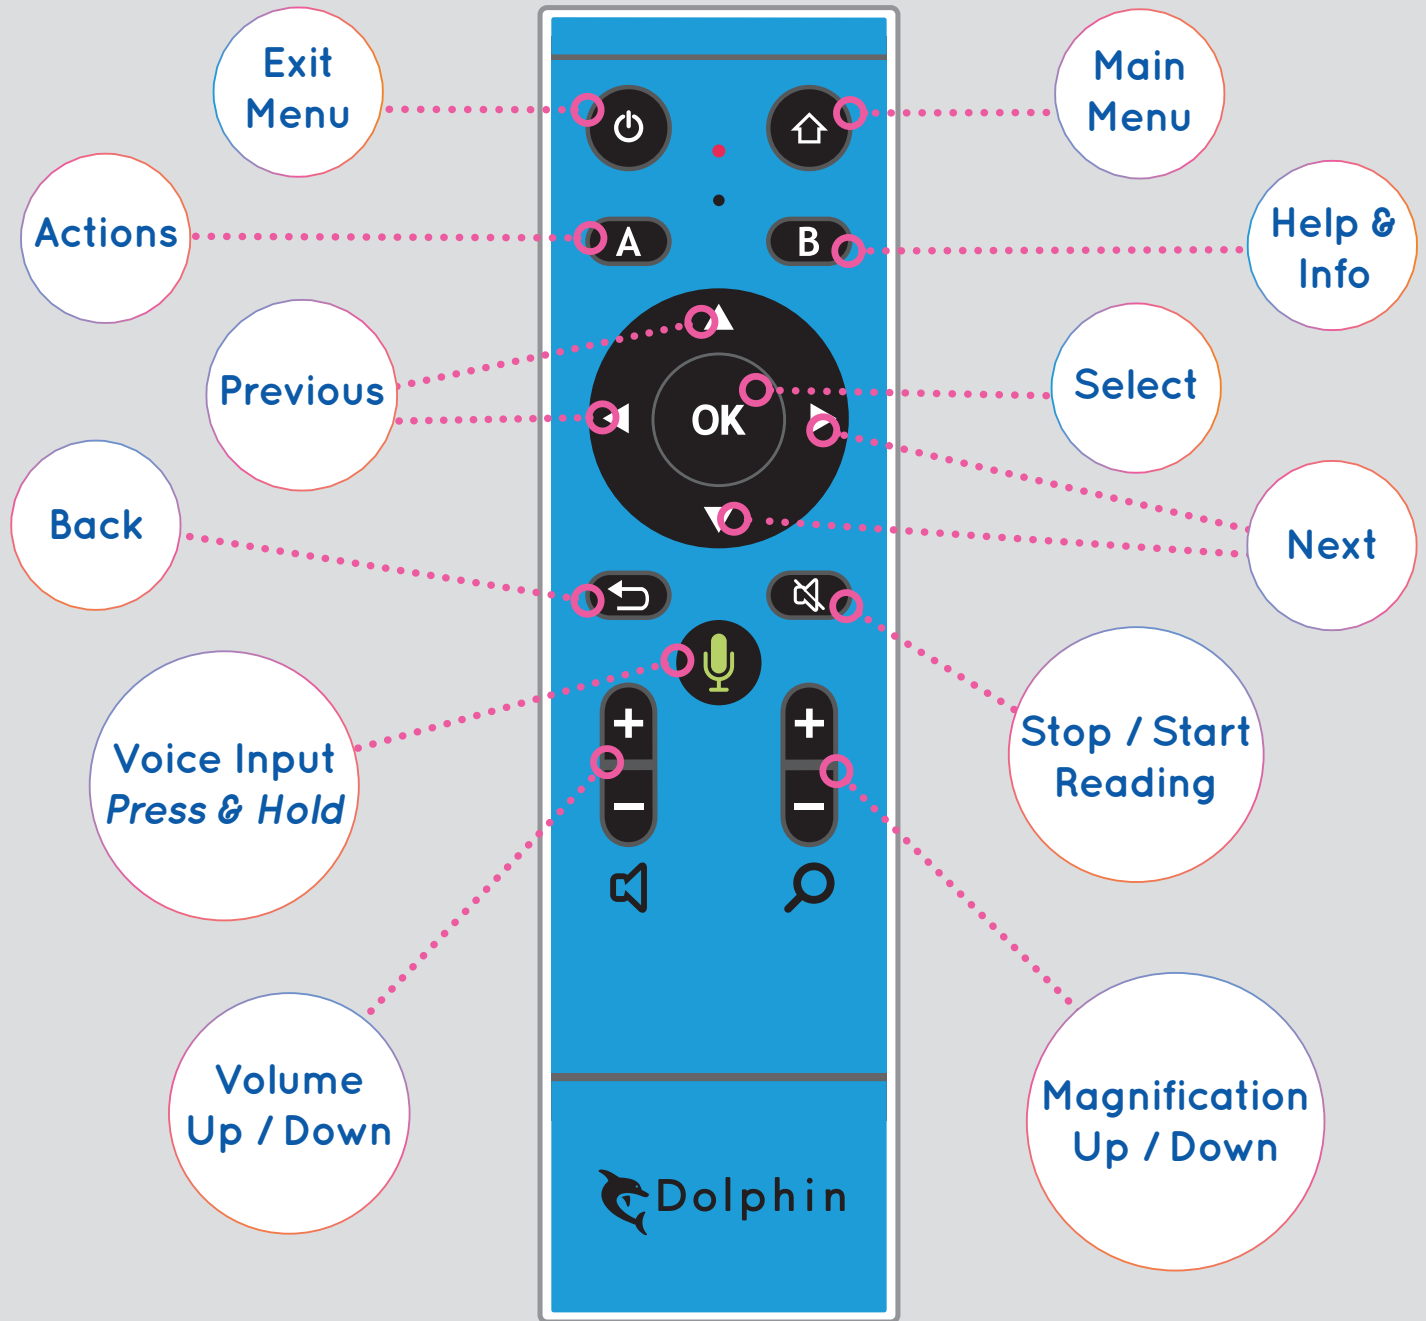 Exit
Menu
Main
Menu
Actions
A
B
Help &
Info
Previous
OK
Select
Back
Next
Voice Input
Press & Hold
Stop / Start
Reading
Volume
Up / Down
Magnification
Up / Down
Dolphin